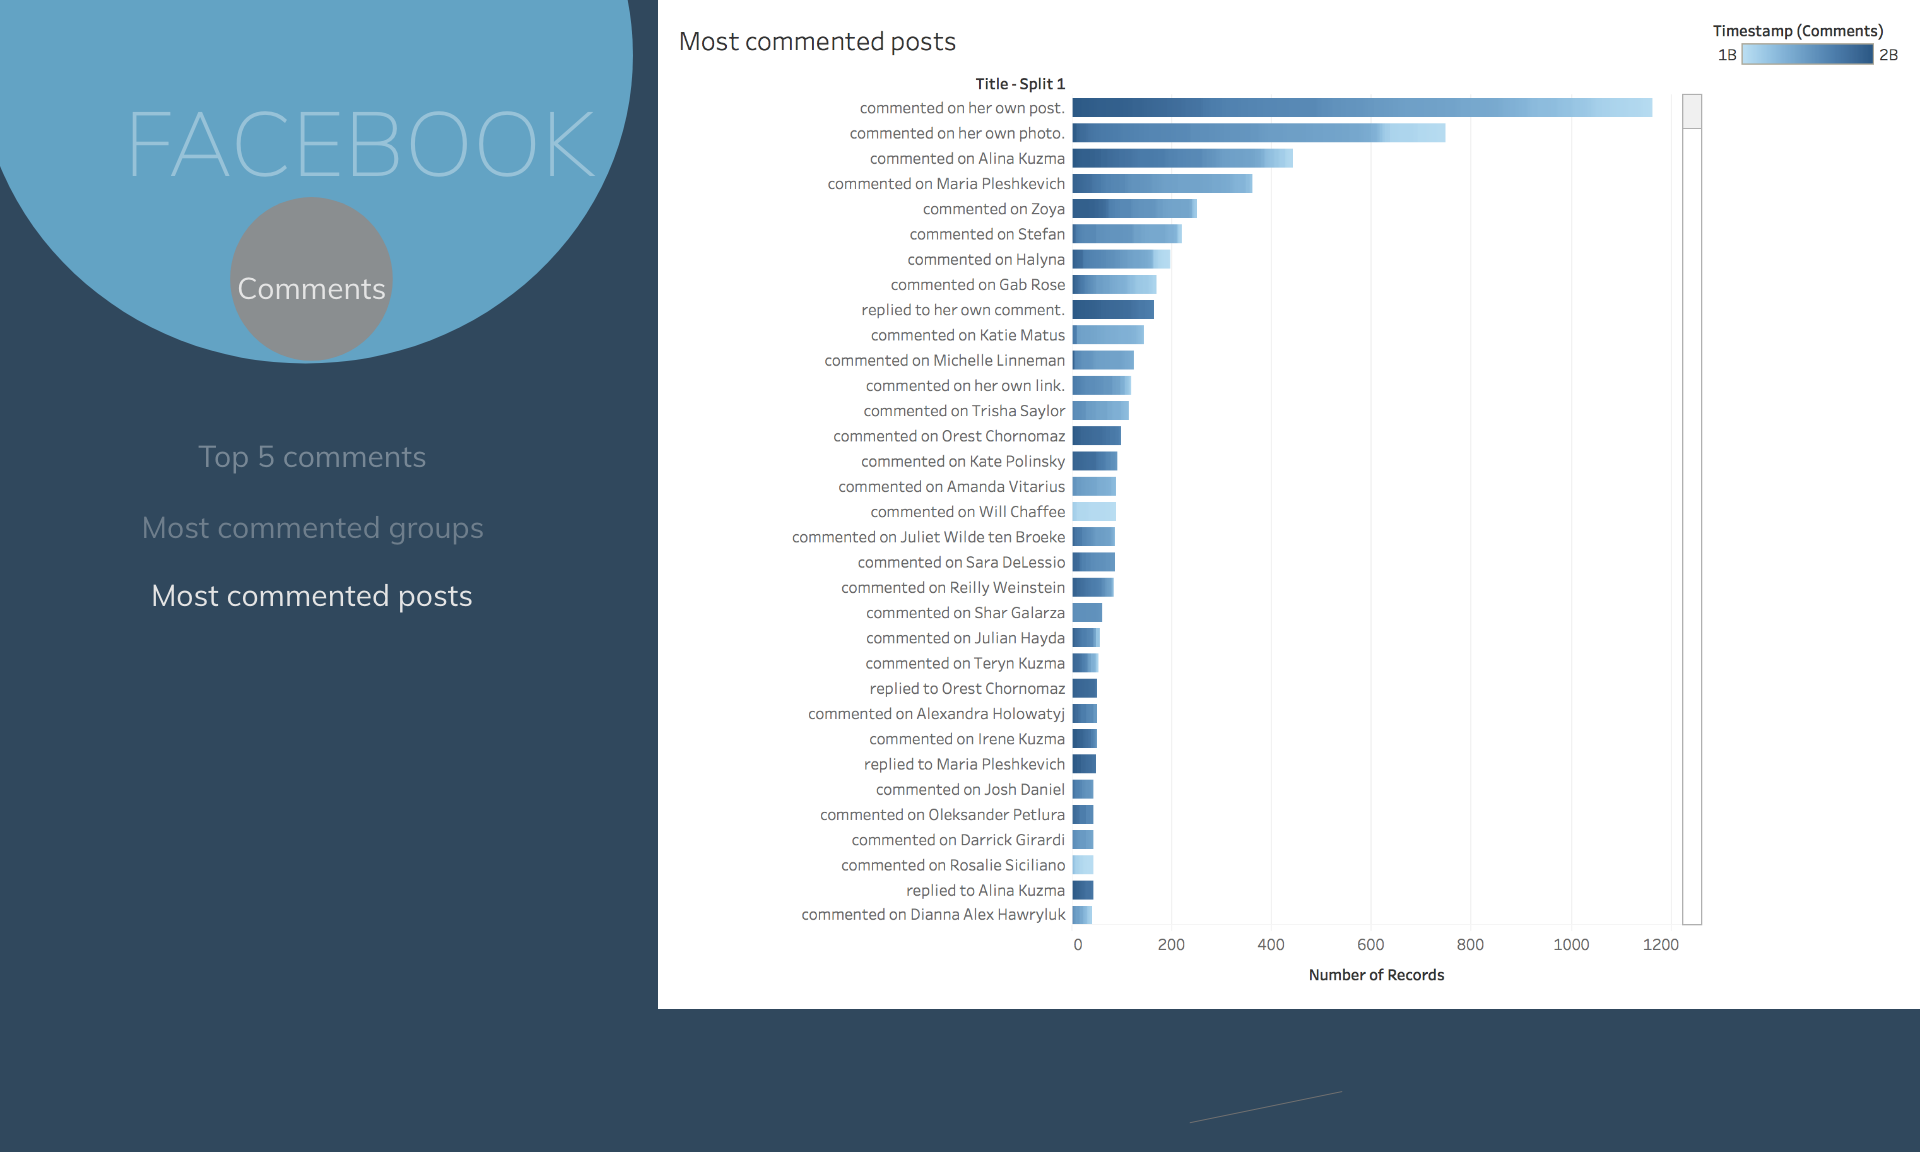 FACEBOOK
Comments
Top 5 comments
Most commented groups
Most commented posts
Most commented posts
Timestamp (Comments)
1B 2B
Title - Split 1
commented on her own post.
commented on her own photo.
commented on Alina Kuzma
commented on Maria Pleshkevich
commented on Zoya
commented on Stefan
commented on Halyna
commented on Gab Rose
replied to her own comment.
commented on Katie Matus
commented on Michelle Linneman
commented on her own link.
commented on Trisha Saylor
commented on Orest Chornomaz
commented on Kate Polinsky
commented on Amanda Vitarius
commented on Will Chaffee
commented on Juliet Wilde ten Broeke
commented on Sara DeLessio
commented on Reilly Weinstein
commented on Shar Galarza
commented on Julian Hayda
commented on Teryn Kuzma
replied to Orest Chornomaz
commented on Alexandra Holowatyj
commented on Irene Kuzma
replied to Maria Pleshkevich
commented on Josh Daniel
commented on Oleksander Petlura
commented on Darrick Girardi
commented on Rosalie Siciliano
replied to Alina Kuzma
commented on Dianna Alex Hawryluk
0 200 400 600 800 1000 1200
Number of Records